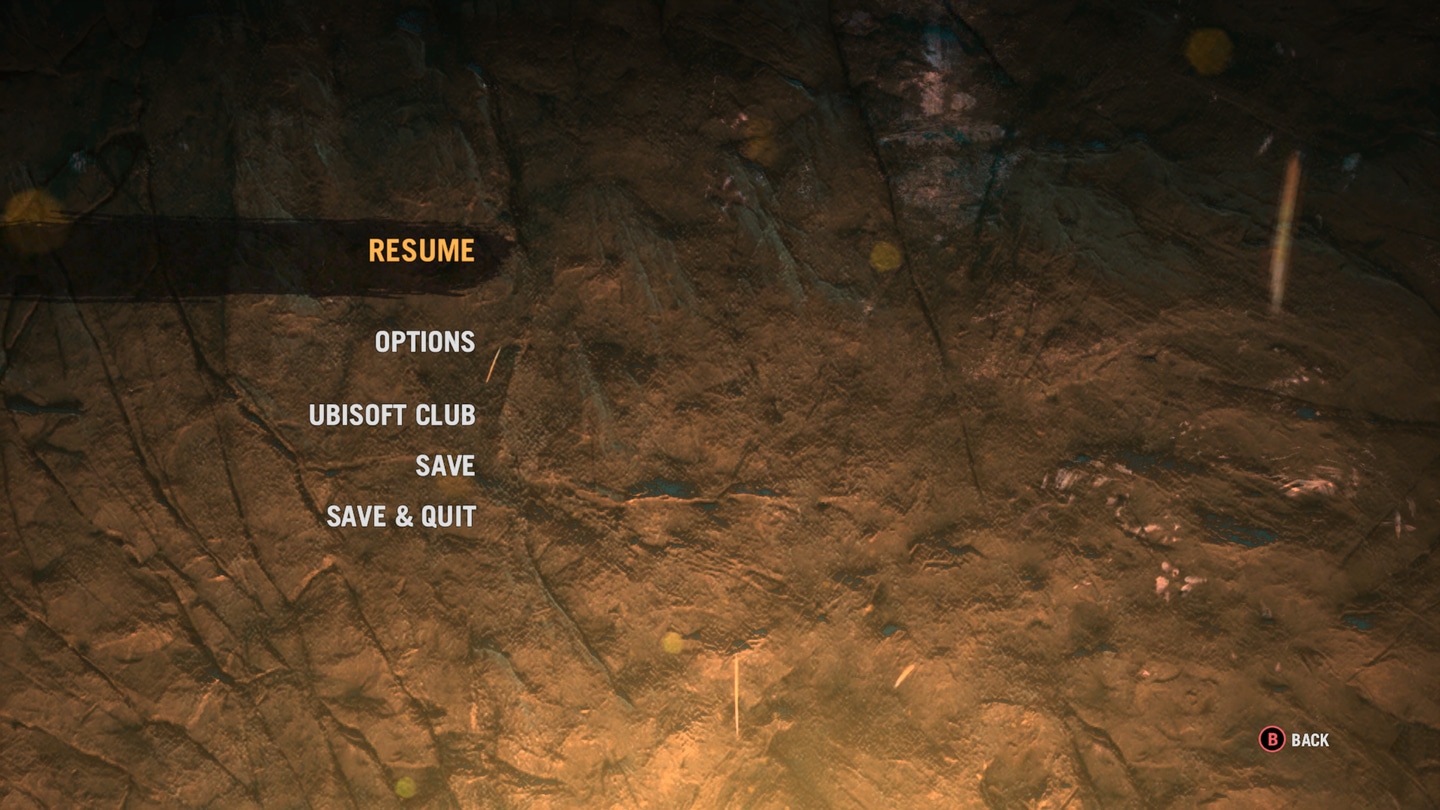 RESUME
OPTIONS
UBISOFT CLUB
SAVE
SAVE & QUIT
B BACK